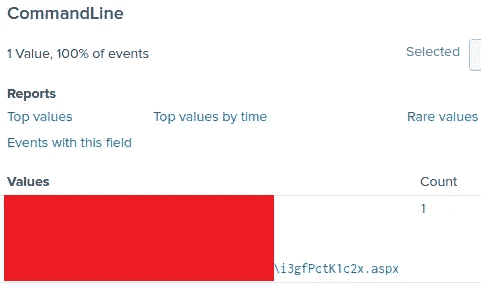 CommandLine
1 Value, 100% of events
Selected
Reports
Top values
Top values by time
Rare values
Events with this field
Values
Count
1
\i3gfPctK1c2x.aspx